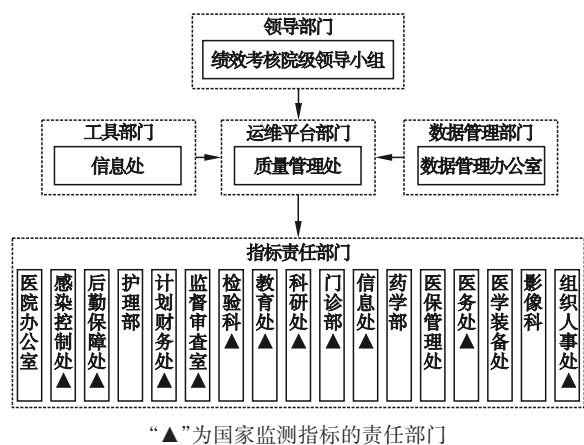 领导部门
绩效考核院级领导小组
工具部门
信息处
运维平台部门
质量管理处
数据管理部门
数据管理办公室
指标责任部门
医院办公室
感染控制处▲
后勤保障处▲
护理部
计划财务处▲
监督审查室▲
检验科▲
教育处▲
科研处▲
门诊部▲
信息处▲
药学部
医保管理处
医务处▲
医学装备处
影像科
组织人事处▲
“▲”为国家监测指标的责任部门